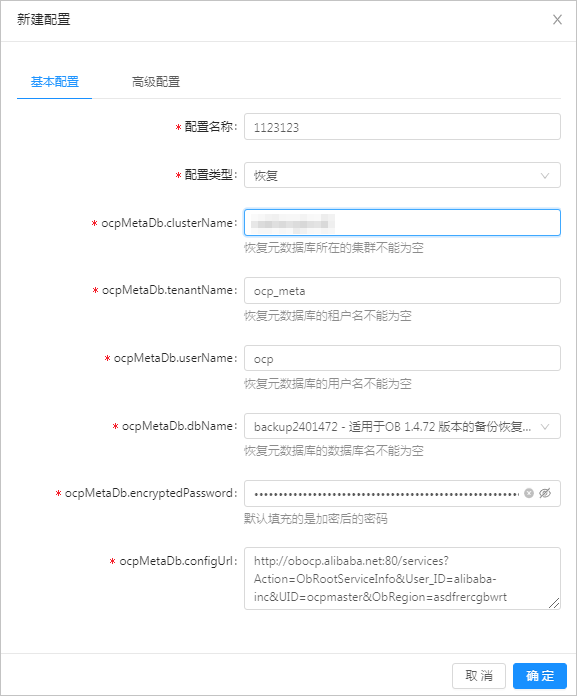 新建配置
基本配置 高级配置
* 配置名称: 1123123
* 配置类型: 恢复
* ocpMetaDb.clusterName:
恢复元数据库所在的集群不能为空
* ocpMetaDb.tenantName: ocp_meta
恢复元数据库的租户名不能为空
* ocpMetaDb.userName: ocp
恢复元数据库的用户名不能为空
* ocpMetaDb.dbName: backup2401472 - 适用于OB 1.4.72 版本的备份恢复...
恢复元数据库的数据库名不能为空
* ocpMetaDb.encryptedPassword:
默认填充的是加密后的密码
* ocpMetaDb.configUrl: http://obocp.alibaba.net:80/services?
Action=ObRootServiceInfo&User_ID=alibaba-
inc&UID=ocpmaster&ObRegion=asdfrercgbwrt
取消 确定